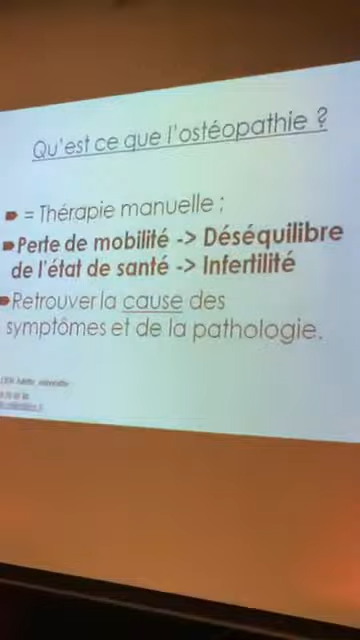 Qu'est ce que l'ostéopathie ?
= Thérapie manuelle :
Perte de mobilité -> Déséquilibre
de l'état de santé -> Infertilité
Retrouver la cause des
symptômes et de la pathologie.